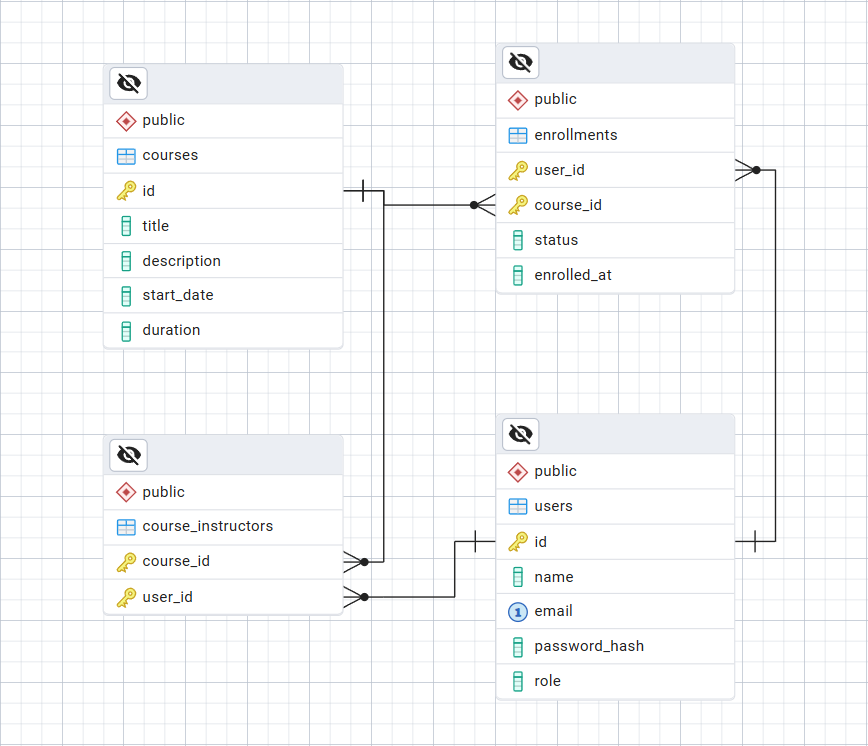 public
courses
id
title
description
start_date
duration
public
enrollments
user_id
course_id
status
enrolled_at
public
course_instructors
course_id
user_id
public
users
id
name
1 email
password_hash
role